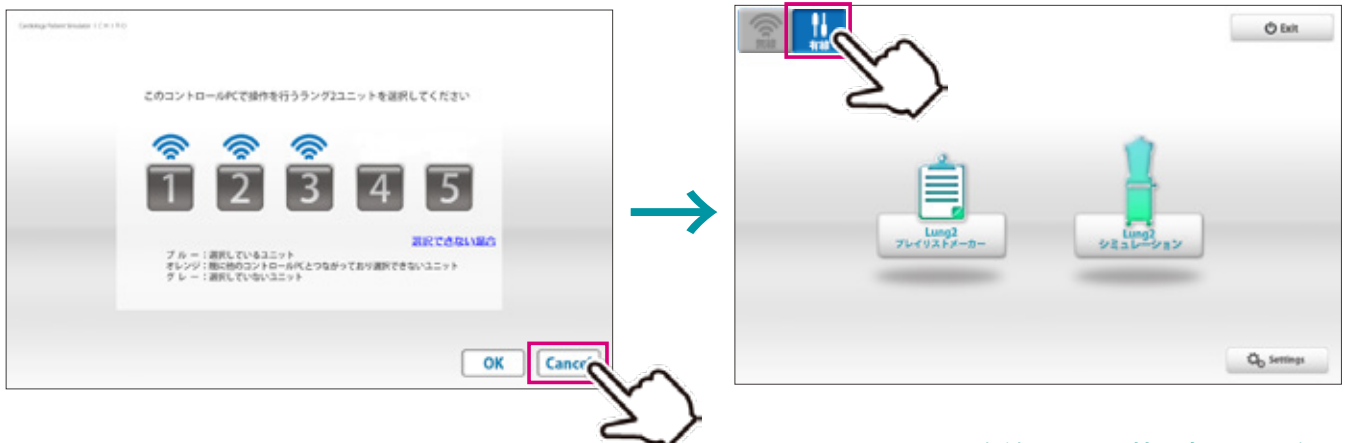 Cardiology Patient Simulator I C H I R O
このコントロールPCで操作を行うラング2ユニットを選択してください
1
2
3
4
5
選択できない場合
ブ ル ー：選択しているユニット
オレンジ：既に他のコントロールPCとつながっており選択できないユニット
グ レ ー：選択していないユニット
OK
Cancel
無線
有線
Exit
Lung2
プレイリストメーカー
Lung2
シミュレーション
Settings